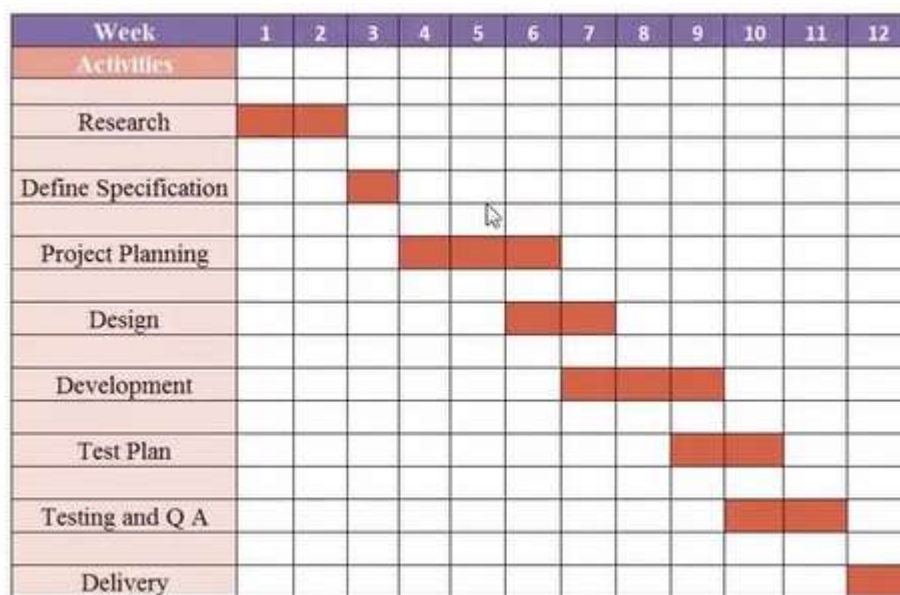 Week 1 2 3 4 5 6 7 8 9 10 11 12
Activities
Research
Define Specification
Project Planning
Design
Development
Test Plan
Testing and Q A
Delivery